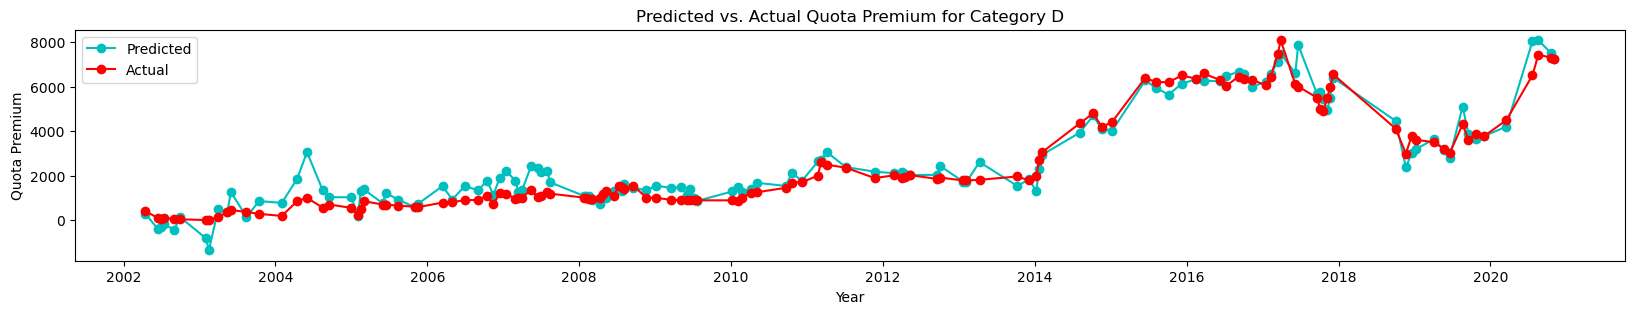 Predicted vs. Actual Quota Premium for Category D
Predicted
Actual
Quota Premium
8000
6000
4000
2000
0
2002 2004 2006 2008 2010 2012 2014 2016 2018 2020
Year